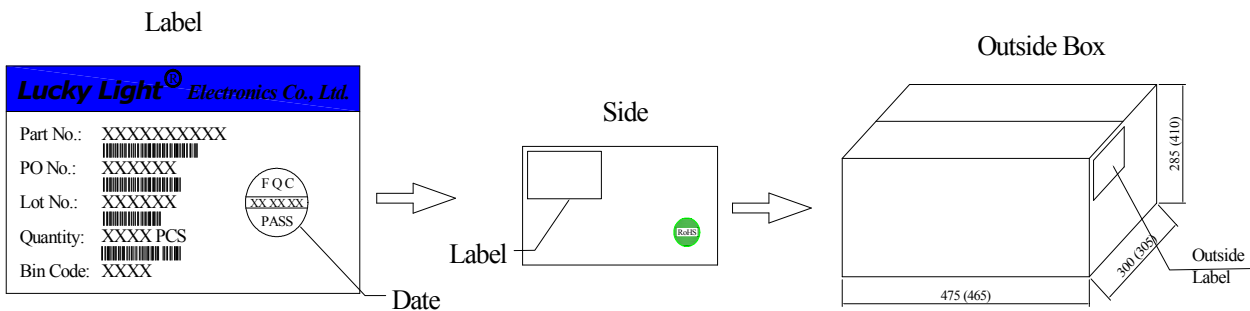 Label
Lucky Light® Electronics Co., Ltd.
Part No.: XXXXXXXXXX
PO No.: XXXXXX
Lot No.: XXXXXX
Quantity: XXXX PCS
Bin Code: XXXX
F Q C
XX XX XX
PASS
Date
Side
Label
RoHS
Outside Box
285 (410)
300 (305)
475 (465)
Outside
Label